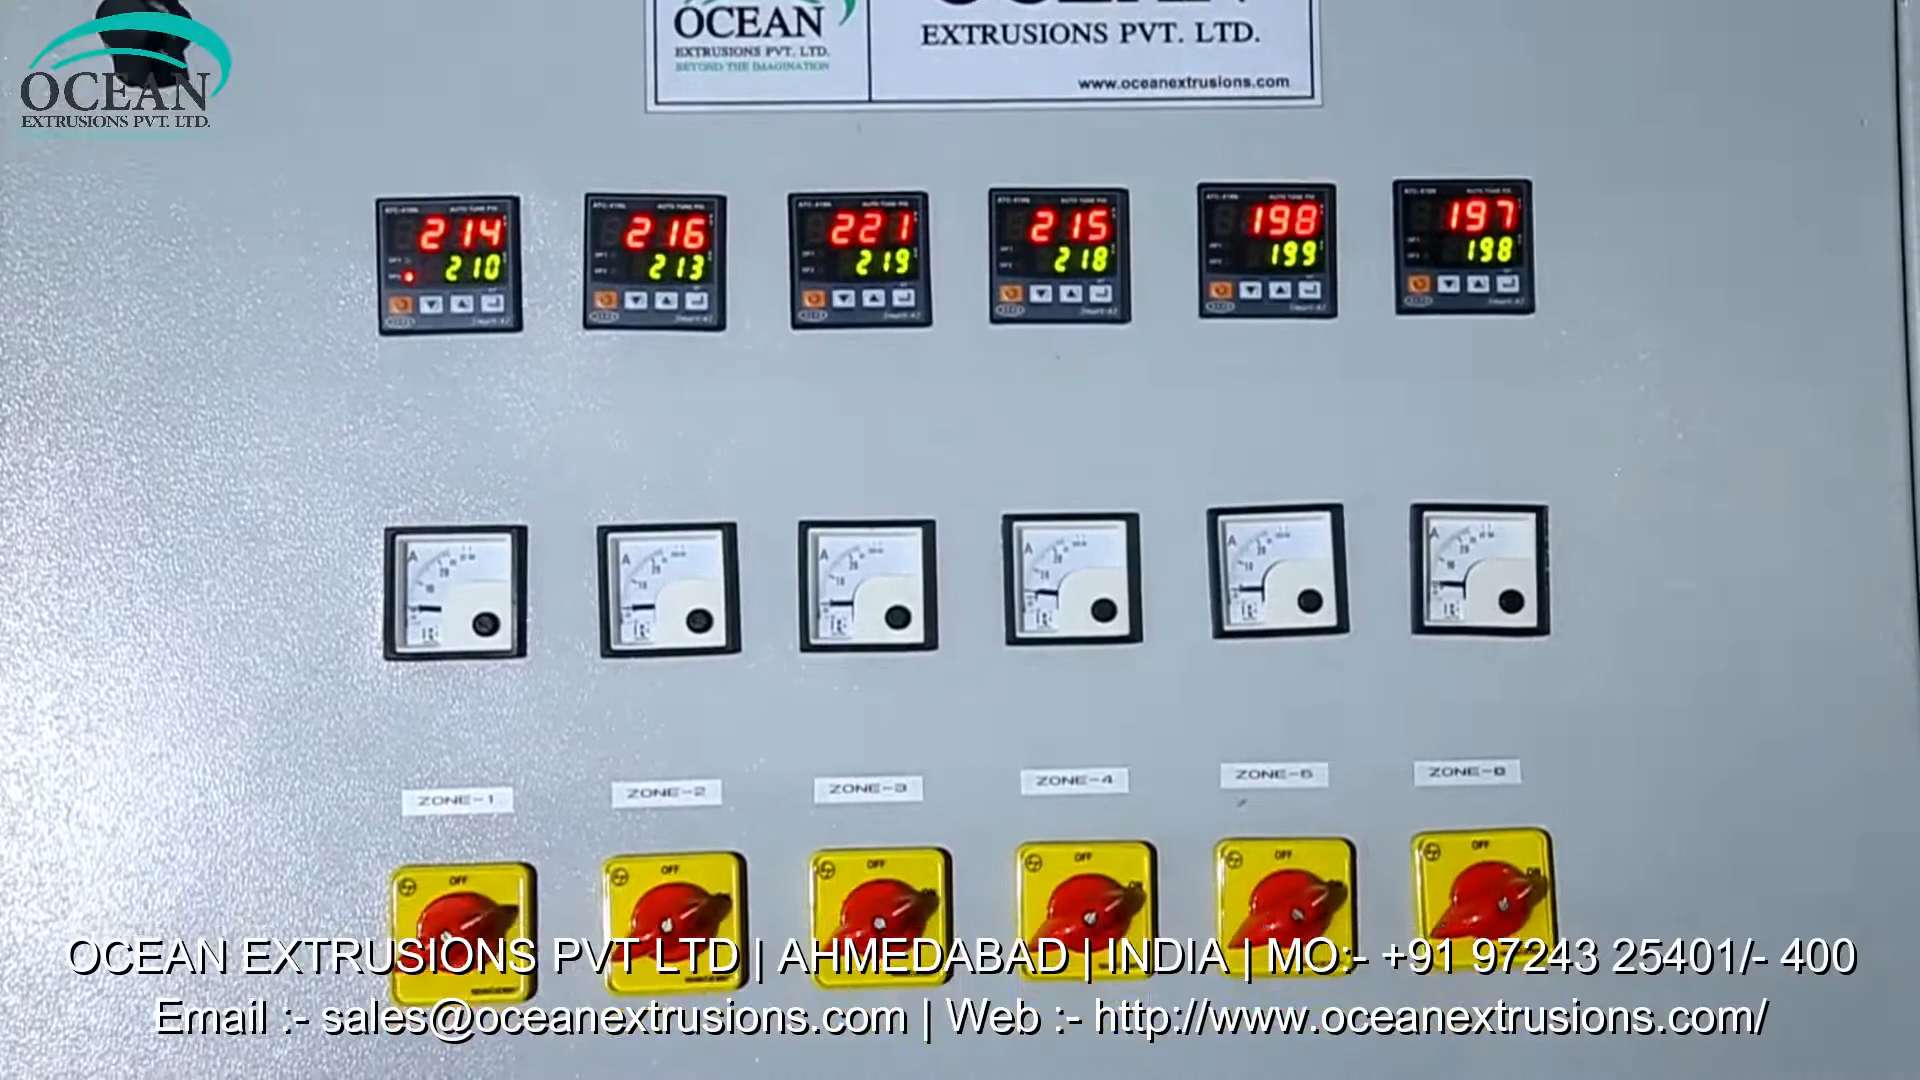 OCEAN
EXTRUSIONS PVT. LTD.
OCEAN
EXTRUSIONS PVT. LTD.
BEYOND THE IMAGINATION
EXTRUSIONS PVT. LTD.
www.oceanextrusions.com
214
210
216
213
221
219
215
218
198
199
197
198
A
A
A
A
A
A
ZONE-1
ZONE-2
ZONE-3
ZONE-4
ZONE-5
ZONE-6
OFF
OFF
OFF
OFF
OFF
OFF
OCEAN EXTRUSIONS PVT LTD | AHMEDABAD | INDIA | MO:- +91 97243 25401/- 400
Email :- sales@oceanextrusions.com | Web :- http://www.oceanextrusions.com/